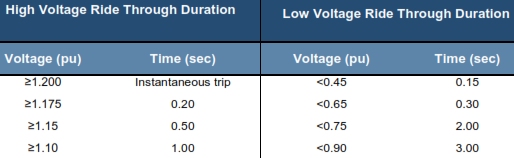 High Voltage Ride Through Duration Low Voltage Ride Through Duration
Voltage (pu) Time (sec) Voltage (pu) Time (sec)
≥1.200 Instantaneous trip <0.45 0.15
≥1.175 0.20 <0.65 0.30
≥1.15 0.50 <0.75 2.00
≥1.10 1.00 <0.90 3.00